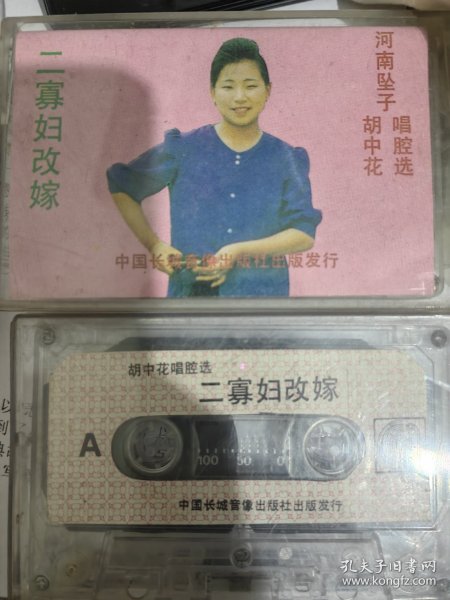 二寡妇改嫁
河南坠子
胡中花 唱腔选
中国长城音像出版社出版发行
胡中花唱腔选
二寡妇改嫁
A
100 50 0
中国长城音像出版社出版发行
孔夫子旧书网
www.kongfz.com